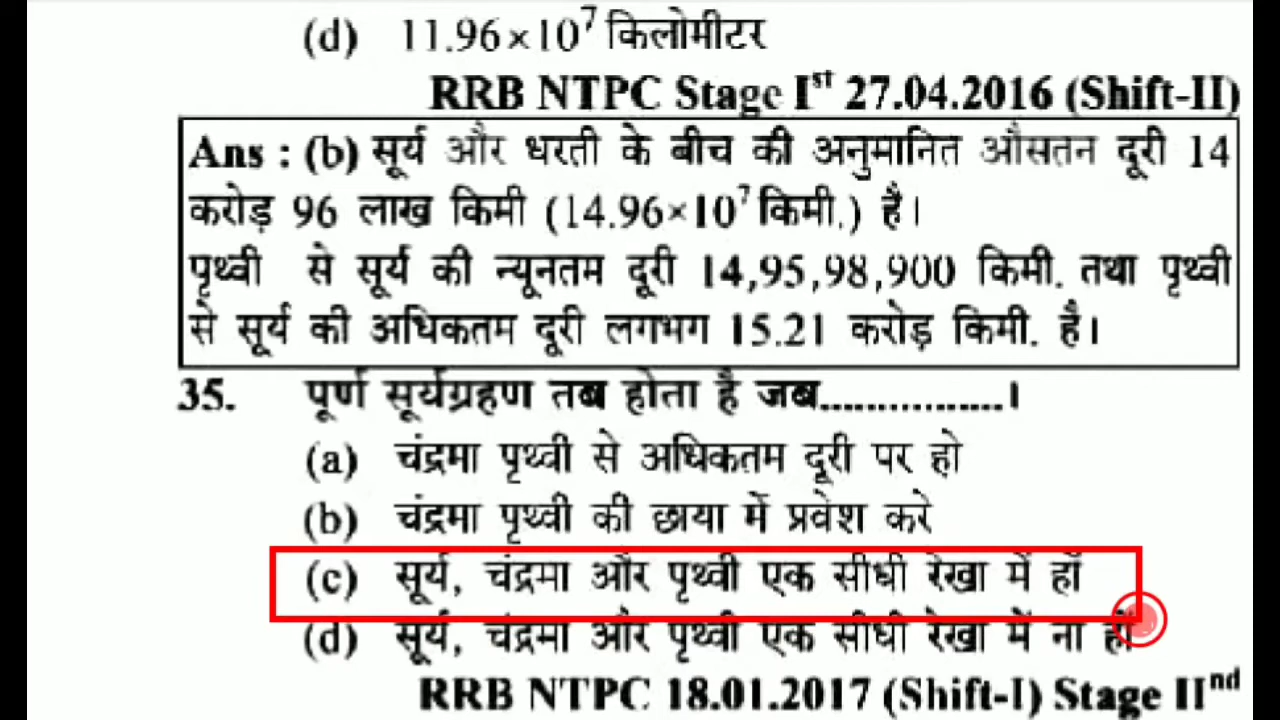 (d) 11.96×10⁷ किलोमीटर
RRB NTPC Stage Iˢᵗ 27.04.2016 (Shift-II)
Ans : (b) सूर्य और धरती के बीच की अनुमानित औसतन दूरी 14
करोड़ 96 लाख किमी (14.96×10⁷ किमी.) है।
पृथ्वी से सूर्य की न्यूनतम दूरी 14,95,98,900 किमी. तथा पृथ्वी
से सूर्य की अधिकतम दूरी लगभग 15.21 करोड़ किमी. है।
35. पूर्ण सूर्यग्रहण तब होता है जब................।
(a) चंद्रमा पृथ्वी से अधिकतम दूरी पर हो
(b) चंद्रमा पृथ्वी की छाया में प्रवेश करे
(c) सूर्य, चंद्रमा और पृथ्वी एक सीधी रेखा में हों
(d) सूर्य, चंद्रमा और पृथ्वी एक सीधी रेखा में ना हों
RRB NTPC 18.01.2017 (Shift-I) Stage IIⁿᵈ